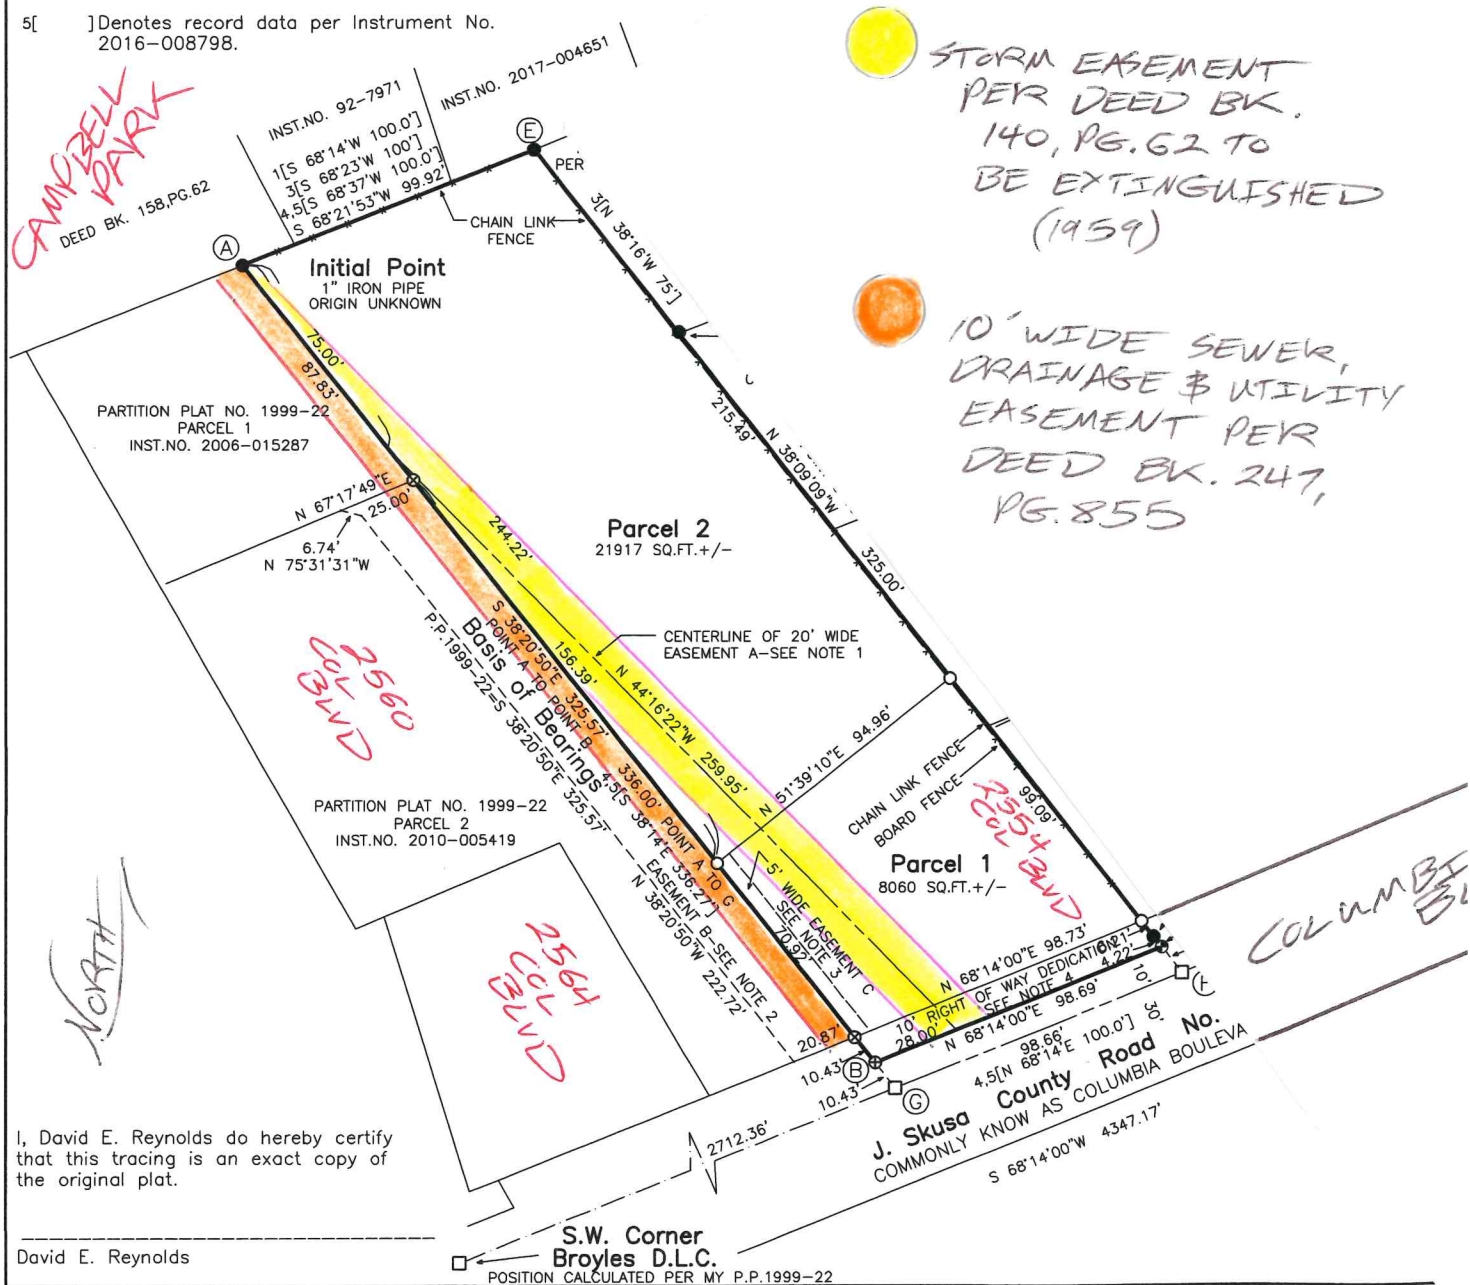 5[ ]Denotes record data per Instrument No.
2016-008798.
CAMPBELL
PARK
DEED BK. 158,PG.62
INST.NO. 92-7971
INST.NO. 2017-004651
1[S 68°14'W 100.0']
3[S 68°23'W 100']
4,5[S 68°37'W 100.0']
S 68°21'53"W 99.92'
A
E
PER
CHAIN LINK
FENCE
3[N 38°16'W 75']
Initial Point
1" IRON PIPE
ORIGIN UNKNOWN
STORM EASEMENT
PER DEED BK.
140, PG.62 TO
BE EXTINGUISHED
(1959)
10' WIDE SEWER,
DRAINAGE & UTILITY
EASEMENT PER
DEED BK. 247,
PG.855
75.00'
87.83'
PARTITION PLAT NO. 1999-22
PARCEL 1
INST.NO. 2006-015287
N 67°17'49"E
25.00'
6.74'
N 75°31'31"W
215.49'
N 38°09'09"W
325.00'
Parcel 2
21917 SQ.FT.+/-
244.22'
CENTERLINE OF 20' WIDE
EASEMENT A-SEE NOTE 1
N 44°16'22"W 259.95'
S 38°20'50"E 325.57'
POINT A TO POINT B
156.39'
Basis of Bearings
P.P.1999-22=S 38°20'50"E 325.57'
336.00' POINT A TO G
4,5[S 38°14'E 336.27']
EASEMENT B-SEE NOTE 2
N 38°20'50"W 222.72'
2560
COL
BLVD
PARTITION PLAT NO. 1999-22
PARCEL 2
INST.NO. 2010-005419
N 51°39'10"E 94.96'
CHAIN LINK FENCE
BOARD FENCE
99.09'
2554
COL BLVD
Parcel 1
8060 SQ.FT.+/-
5' WIDE EASEMENT C
SEE NOTE 3
70.92'
2564
COL
BLVD
NORTH
COLUMBI
BL
N 68°14'00"E 98.73'
6.21'
10' RIGHT OF WAY DEDICATION
SEE NOTE 4
4.22'
28.00'
N 68°14'00"E 98.69'
10'
30'
20.87'
10.43'
B
10.43'
G
98.66'
4,5[N 68°14'E 100.0']
J. Skusa County Road No.
COMMONLY KNOW AS COLUMBIA BOULEVA
2712.36'
S 68°14'00"W 4347.17'
I, David E. Reynolds do hereby certify
that this tracing is an exact copy of
the original plat.
David E. Reynolds
S.W. Corner
Broyles D.L.C.
POSITION CALCULATED PER MY P.P.1999-22